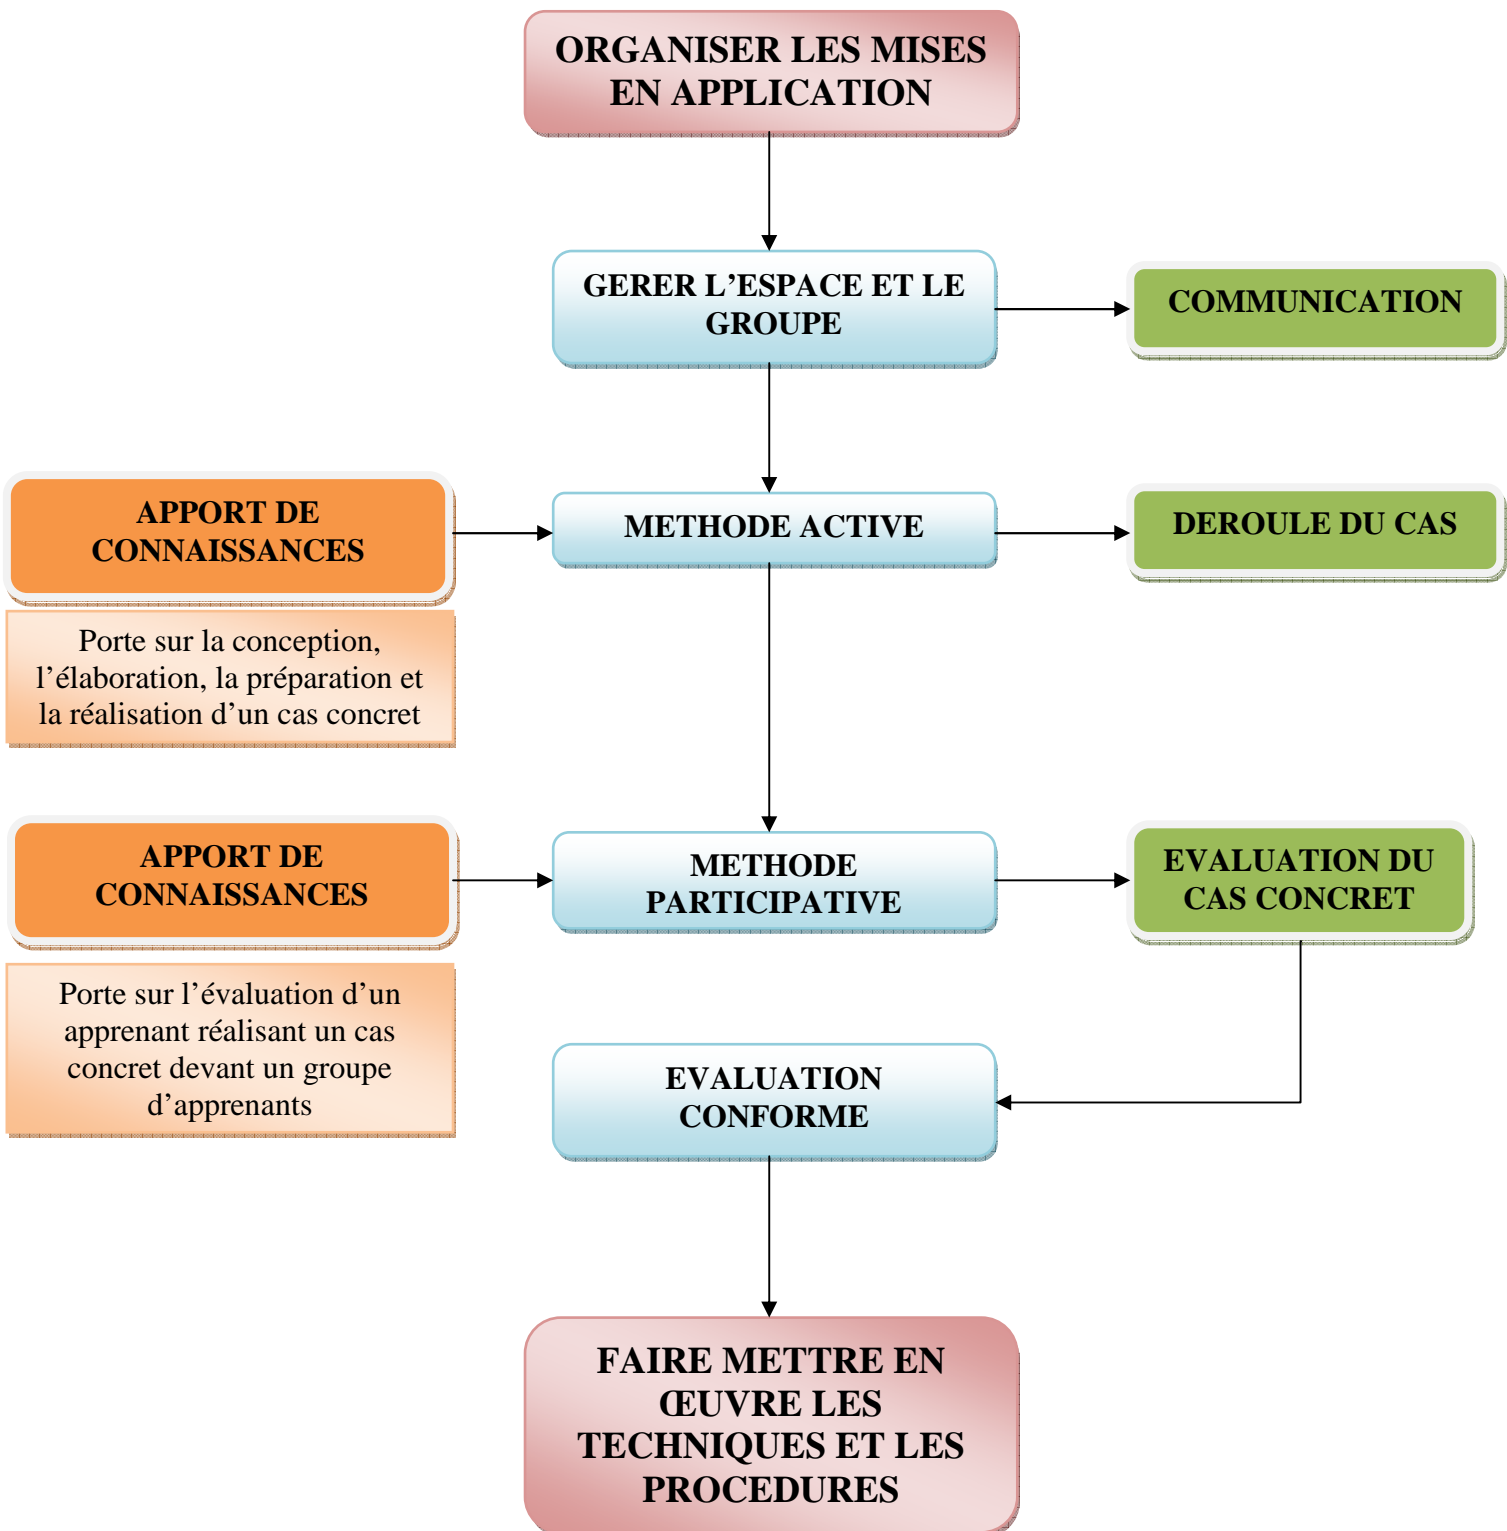 ORGANISER LES MISES
EN APPLICATION
GERER L’ESPACE ET LE
GROUPE
COMMUNICATION
APPORT DE
CONNAISSANCES
METHODE ACTIVE
DEROULE DU CAS
Porte sur la conception,
l’élaboration, la préparation et
la réalisation d’un cas concret
APPORT DE
CONNAISSANCES
METHODE
PARTICIPATIVE
EVALUATION DU
CAS CONCRET
Porte sur l’évaluation d’un
apprenant réalisant un cas
concret devant un groupe
d’apprenants
EVALUATION
CONFORME
FAIRE METTRE EN
ŒUVRE LES
TECHNIQUES ET LES
PROCEDURES